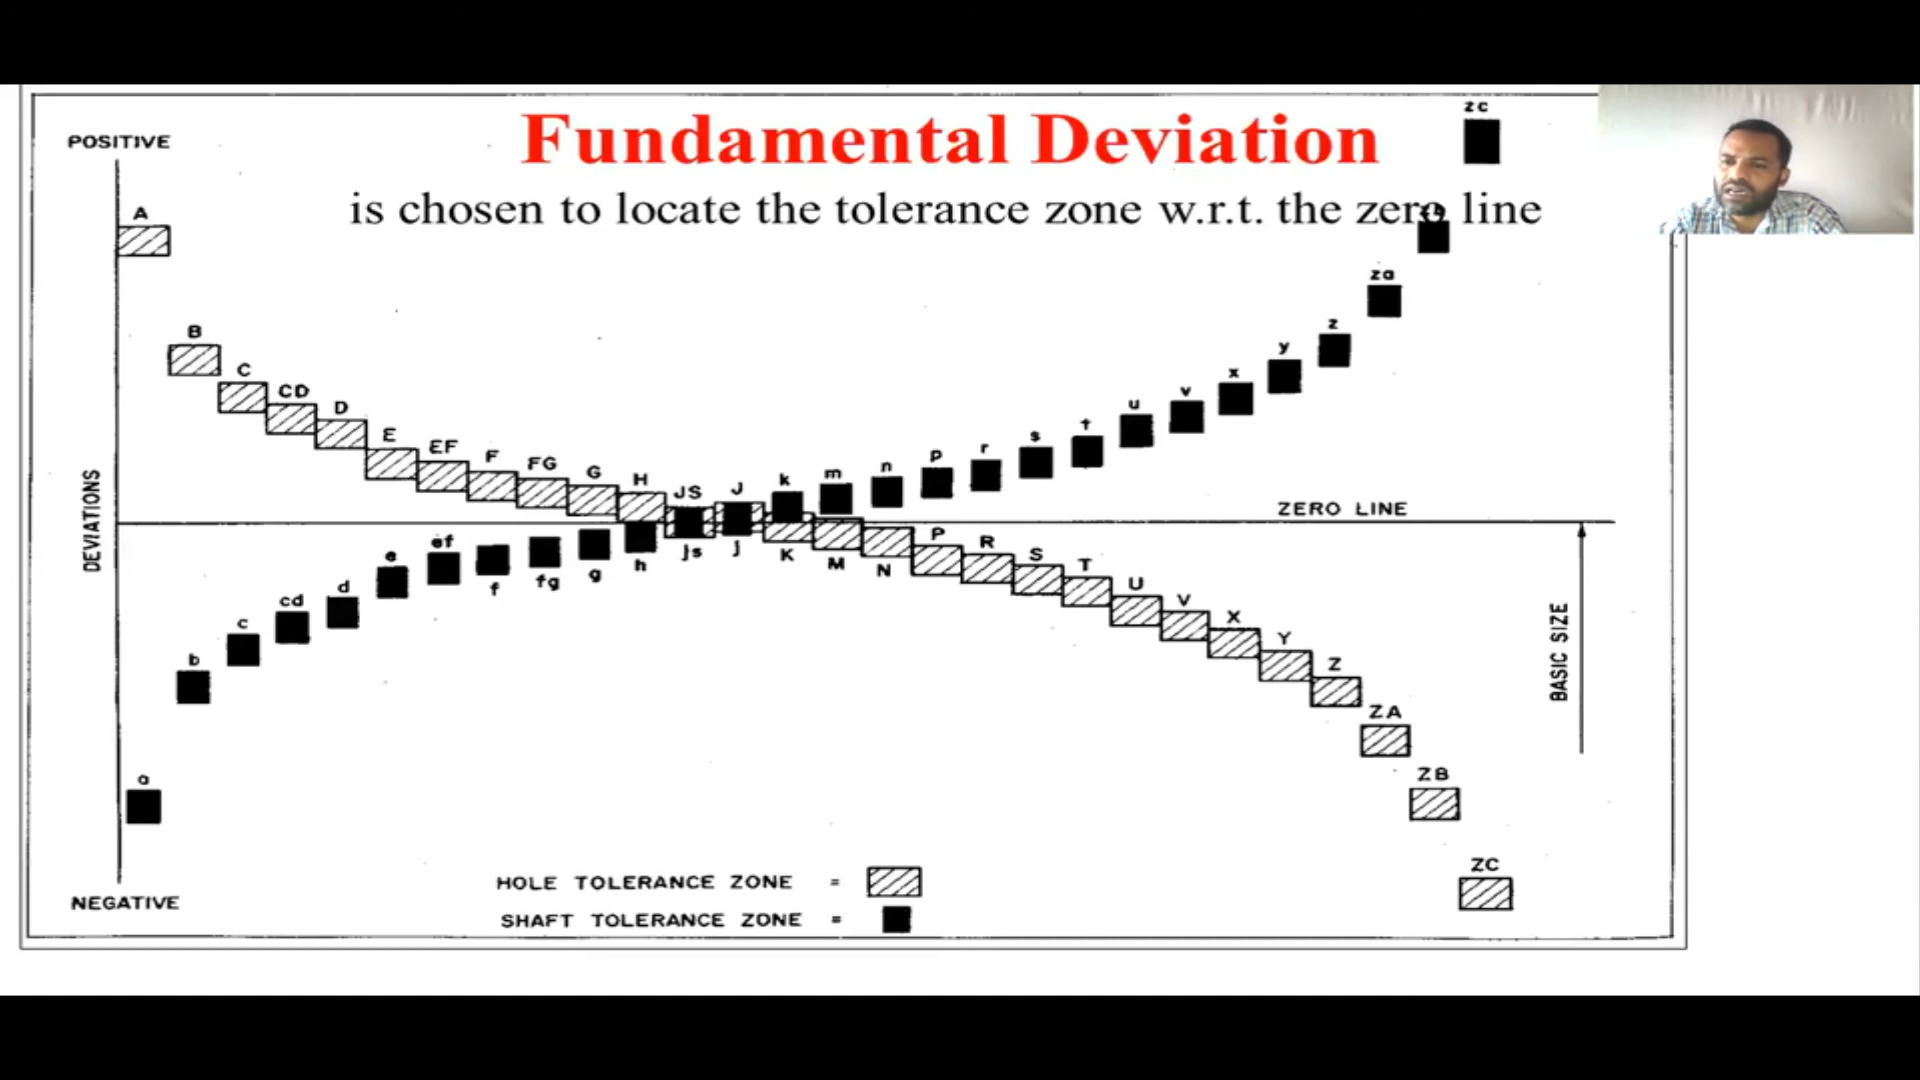 Fundamental Deviation
is chosen to locate the tolerance zone w.r.t. the zero line
POSITIVE
DEVIATIONS
NEGATIVE
A
B
C
CD
D
E
EF
F
FG
G
H
JS
J
k
m
n
p
r
s
t
u
v
x
y
z
za
zc
ZERO LINE
BASIC SIZE
a
b
c
cd
d
e
ef
f
fg
g
h
js
j
K
M
N
P
R
S
T
U
V
X
Y
Z
ZA
ZB
ZC
HOLE TOLERANCE ZONE =
SHAFT TOLERANCE ZONE =